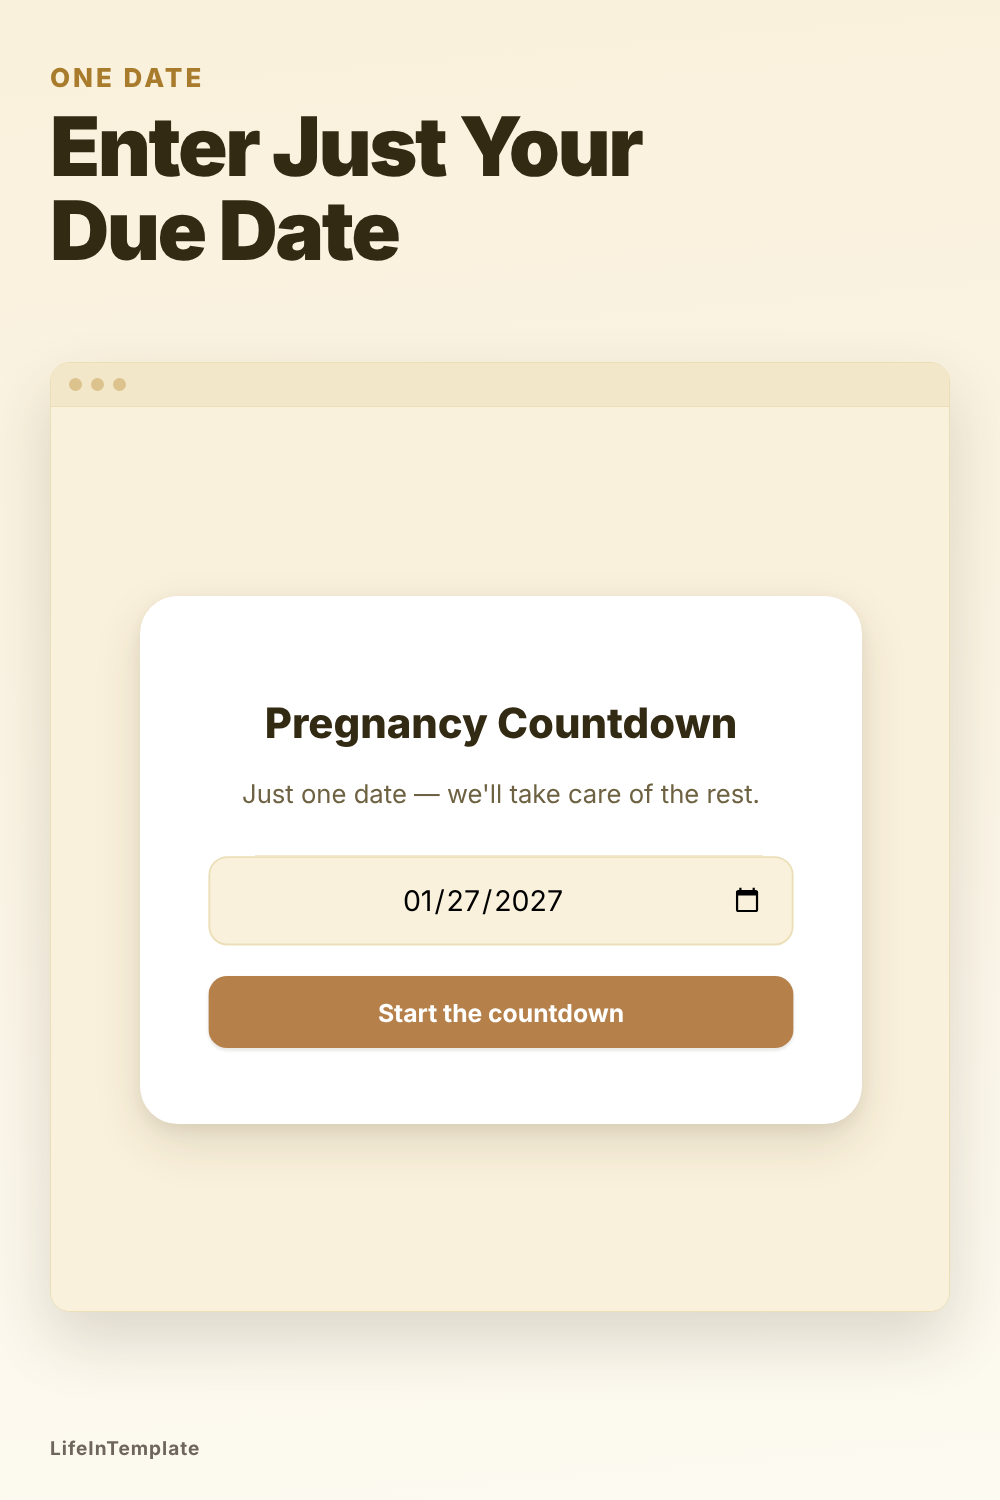 ONE DATE
Enter Just Your
Due Date
Pregnancy Countdown
Just one date — we'll take care of the rest.
01/27/2027
Start the countdown
LifeInTemplate